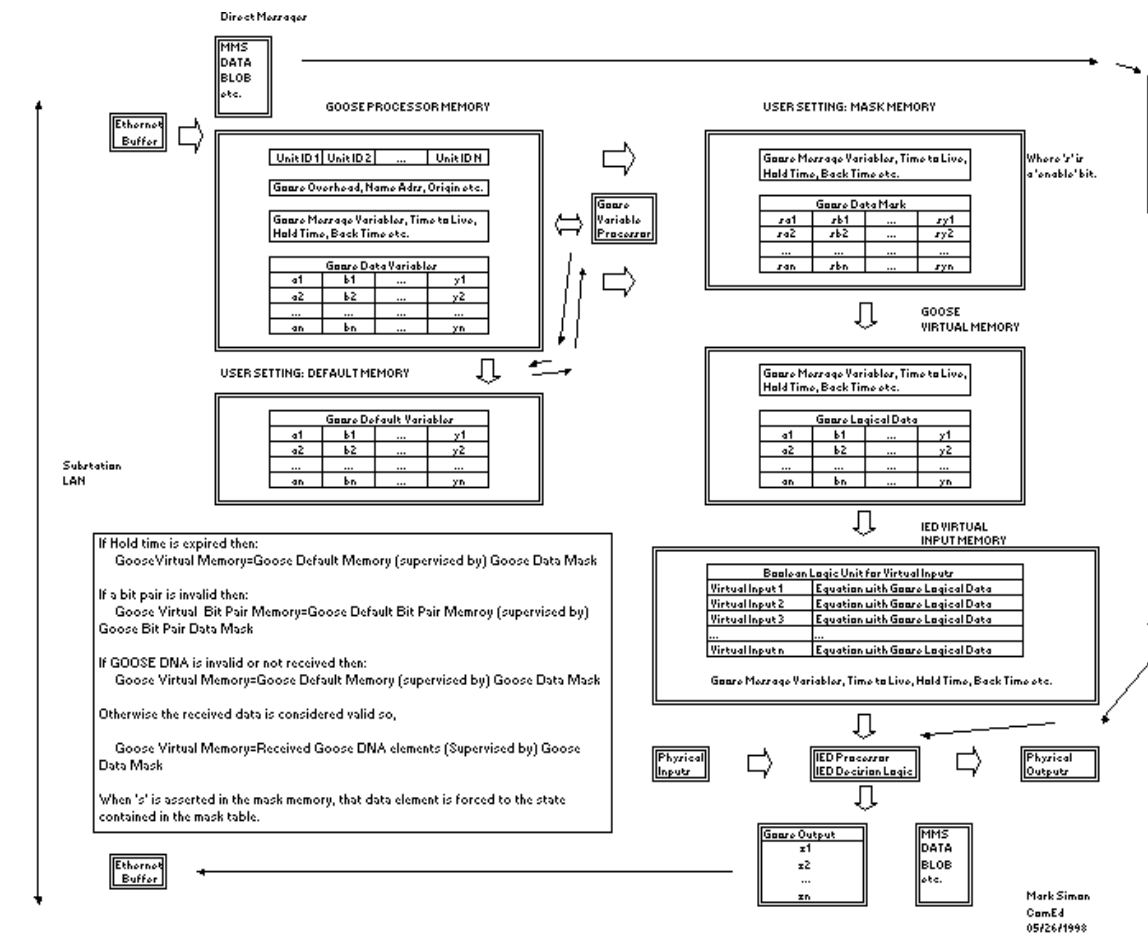 Direct Messages
MMS
DATA
BLOB
etc.
GOOSE PROCESSOR MEMORY
USER SETTING: MASK MEMORY
Ethernet
Buffer
Unit ID 1 Unit ID 2 ... Unit ID N
Goose Overhead, Name Adrs, Origin etc.
Goose Message Variables, Time to Live,
Hold Time, Back Time etc.
Goose Data Variables
a1 b1 ... y1
a2 b2 ... y2
... ... ... ...
an bn ... yn
Goose
Variable
Processor
Goose Message Variables, Time to Live,
Hold Time, Back Time etc.
Goose Data Mask
sa1 sb1 ... sy1
sa2 sb2 ... sy2
... ... ... ...
san sbn ... syn
Where 's' is
a 'enable' bit.
GOOSE
VIRTUAL MEMORY
USER SETTING: DEFAULT MEMORY
Goose Default Variables
a1 b1 ... y1
a2 b2 ... y2
... ... ... ...
an bn ... yn
Goose Message Variables, Time to Live,
Hold Time, Back Time etc.
Goose Logical Data
a1 b1 ... y1
a2 b2 ... y2
... ... ... ...
an bn ... yn
Substation
LAN
IED VIRTUAL
INPUT MEMORY
If Hold time is expired then:
GooseVirtual Memory=Goose Default Memory (supervised by) Goose Data Mask
If a bit pair is invalid then:
Goose Virtual Bit Pair Memory=Goose Default Bit Pair Memroy (supervised by)
Goose Bit Pair Data Mask
If GOOSE DNA is invalid or not received then:
Goose Virtual Memory=Goose Default Memory (supervised by) Goose Data Mask
Otherwise the received data is considered valid so,
Goose Virtual Memory=Received Goose DNA elements (Supervised by) Goose
Data Mask
When 's' is asserted in the mask memory, that data element is forced to the state
contained in the mask table.
Boolean Logic Unit for Virtual Inputs
Virtual Input 1 Equation with Goose Logical Data
Virtual Input 2 Equation with Goose Logical Data
Virtual Input 3 Equation with Goose Logical Data
... ...
Virtual Input n Equation with Goose Logical Data
Goose Message Variables, Time to Live, Hold Time, Back Time etc.
Physical
Inputs
IED Processor
IED Decision Logic
Physical
Outputs
Goose Output
z1
z2
...
zn
MMS
DATA
BLOB
etc.
Ethernet
Buffer
Mark Simon
ComEd
05/26/1998